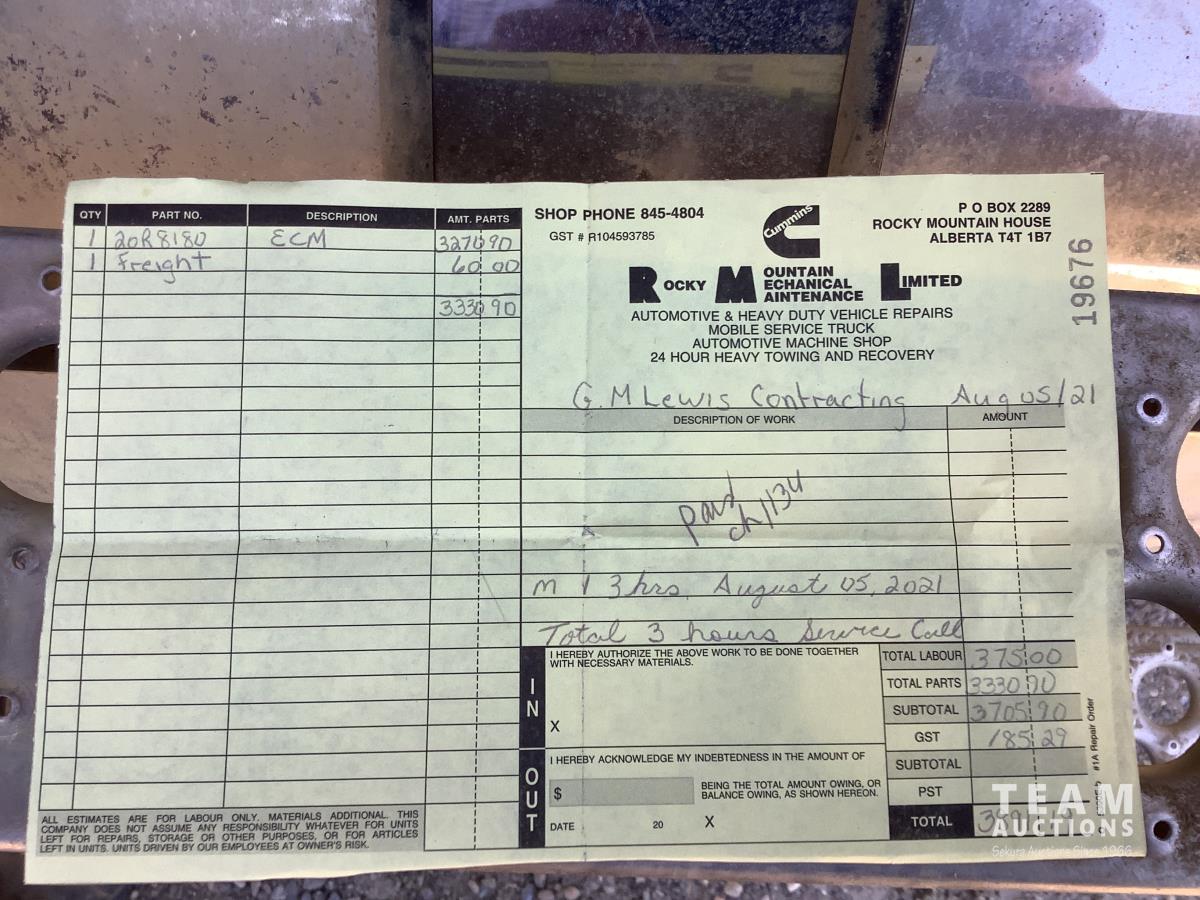 QTY PART NO. DESCRIPTION AMT. PARTS
1 20R8180 ECM 3270 90
1 Freight 60 00
3330 90
SHOP PHONE 845-4804
GST # R104593785
Cummins
P O BOX 2289
ROCKY MOUNTAIN HOUSE
ALBERTA T4T 1B7
19676
ROCKY MOUNTAIN MECHANICAL MAINTENANCE LIMITED
AUTOMOTIVE & HEAVY DUTY VEHICLE REPAIRS
MOBILE SERVICE TRUCK
AUTOMOTIVE MACHINE SHOP
24 HOUR HEAVY TOWING AND RECOVERY
G.M Lewis Contracting Aug 05/21
DESCRIPTION OF WORK AMOUNT
paid
ch 1134
M 1 3 hrs. August 05, 2021
Total 3 hours Service Call
IN
I HEREBY AUTHORIZE THE ABOVE WORK TO BE DONE TOGETHER
WITH NECESSARY MATERIALS.
X
TOTAL LABOUR 375 00
TOTAL PARTS 3330 90
SUBTOTAL 3705 90
GST 185 29
SUBTOTAL
PST
TOTAL
OUT
I HEREBY ACKNOWLEDGE MY INDEBTEDNESS IN THE AMOUNT OF
$
BEING THE TOTAL AMOUNT OWING, OR
BALANCE OWING, AS SHOWN HEREON.
DATE 20 X
#1A Repair Order
ALL ESTIMATES ARE FOR LABOUR ONLY. MATERIALS ADDITIONAL. THIS
COMPANY DOES NOT ASSUME ANY RESPONSIBILITY WHATEVER FOR UNITS
LEFT FOR REPAIRS, STORAGE OR OTHER PURPOSES, OR FOR ARTICLES
LEFT IN UNITS. UNITS DRIVEN BY OUR EMPLOYEES AT OWNER'S RISK.
TEAM
AUCTIONS
Sekura Auctions Since 1966